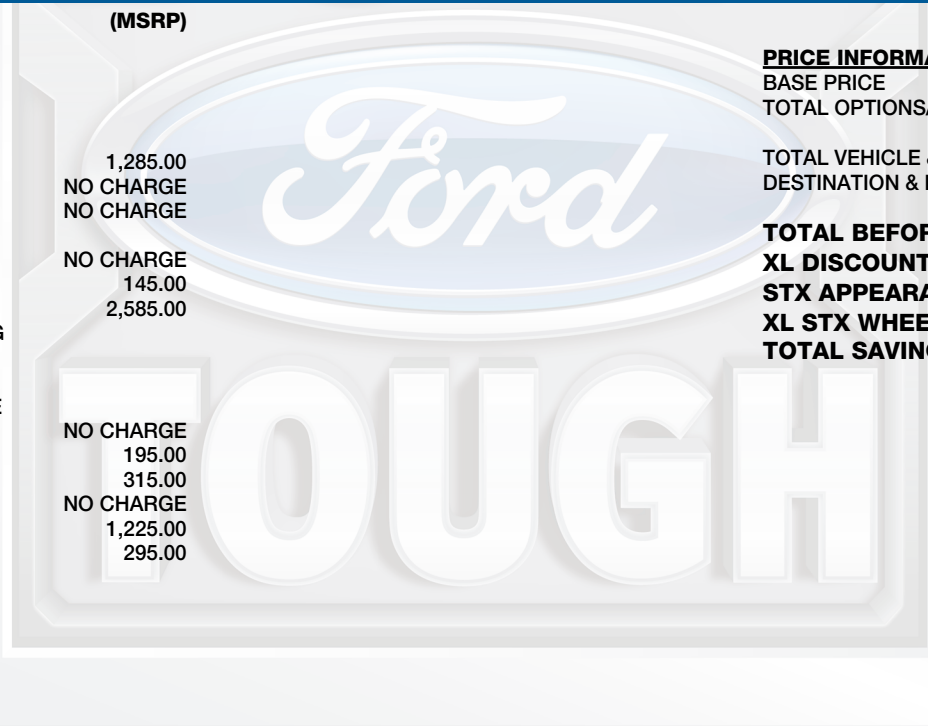 (MSRP)
1,285.00
NO CHARGE
NO CHARGE
NO CHARGE
145.00
2,585.00
NO CHARGE
195.00
315.00
NO CHARGE
1,225.00
295.00
Ford
TOUGH
PRICE INFORMA
BASE PRICE
TOTAL OPTIONS
TOTAL VEHICLE
DESTINATION &
TOTAL BEFOR
XL DISCOUNT
STX APPEARA
XL STX WHEE
TOTAL SAVIN